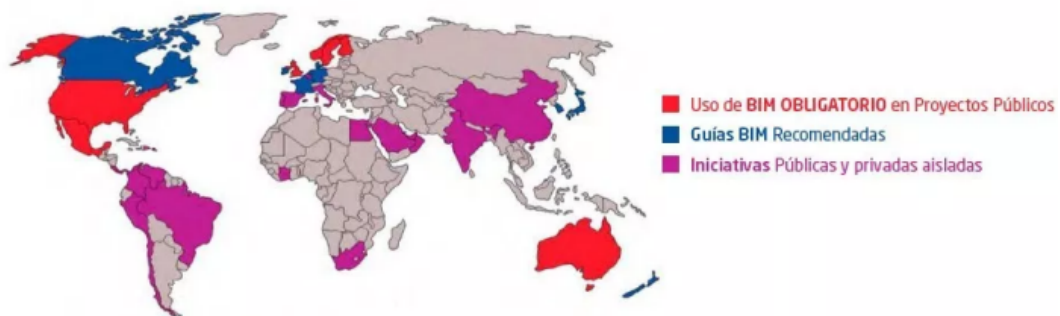 Uso de BIM OBLIGATORIO en Proyectos Públicos
Guías BIM Recomendadas
Iniciativas Públicas y privadas aisladas